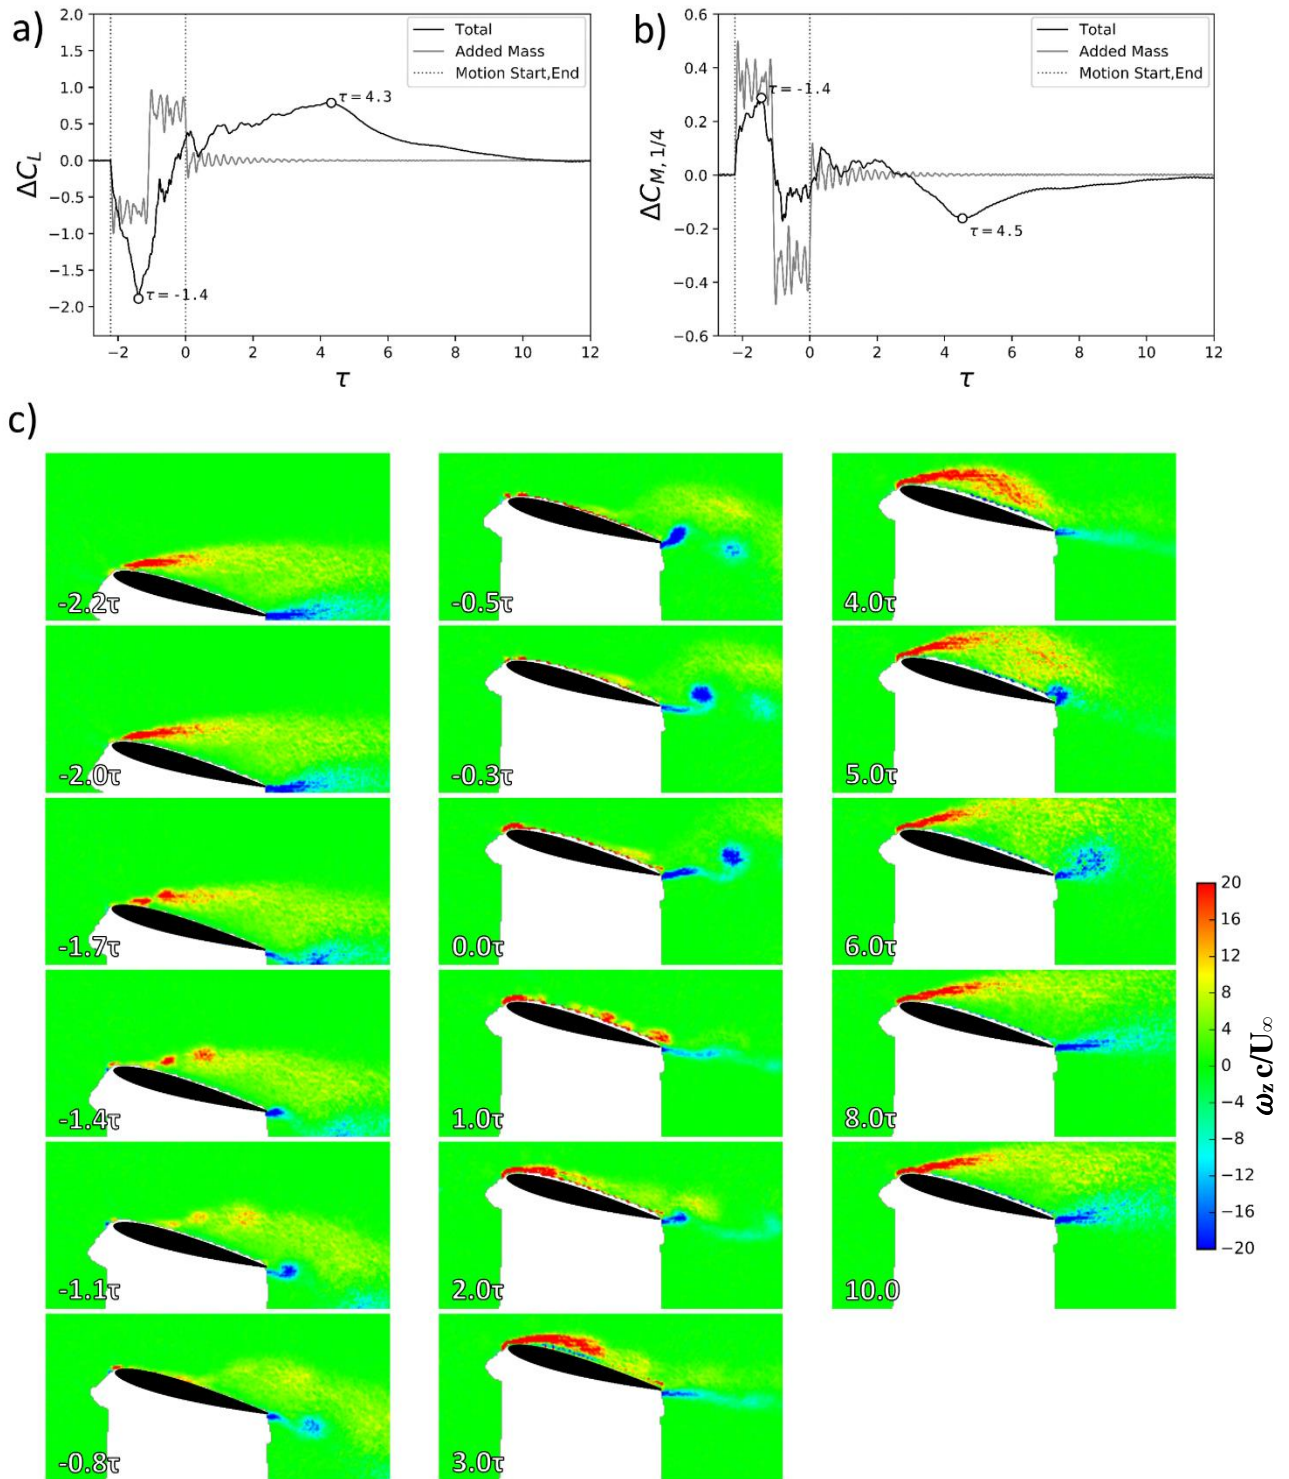 a)
2.0
1.5
1.0
0.5
0.0
−0.5
−1.0
−1.5
−2.0
ΔC_L
Total
Added Mass
Motion Start,End
τ=4.3
τ= -1.4
−2 0 2 4 6 8 10 12
τ
b)
0.6
0.4
0.2
0.0
−0.2
−0.4
−0.6
ΔC_M, 1/4
Total
Added Mass
Motion Start,End
τ= -1.4
τ=4.5
−2 0 2 4 6 8 10 12
τ
c)
-2.2τ
-2.0τ
-1.7τ
-1.4τ
-1.1τ
-0.8τ
-0.5τ
-0.3τ
0.0τ
1.0τ
2.0τ
3.0τ
4.0τ
5.0τ
6.0τ
8.0τ
10.0
20
16
12
8
4
0
−4
−8
−12
−16
−20
ω_z c/U_∞